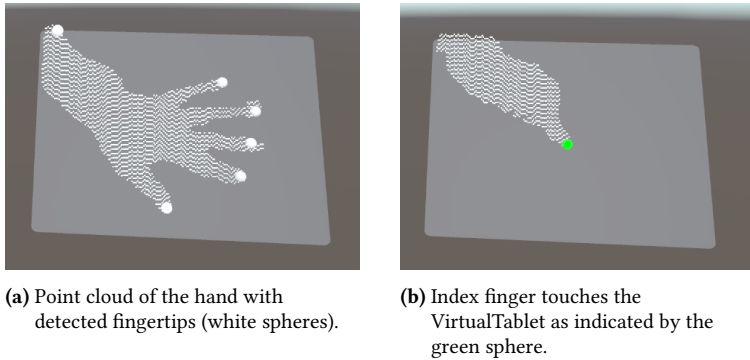 (a) Point cloud of the hand with
detected fingertips (white spheres).
(b) Index finger touches the
VirtualTablet as indicated by the
green sphere.